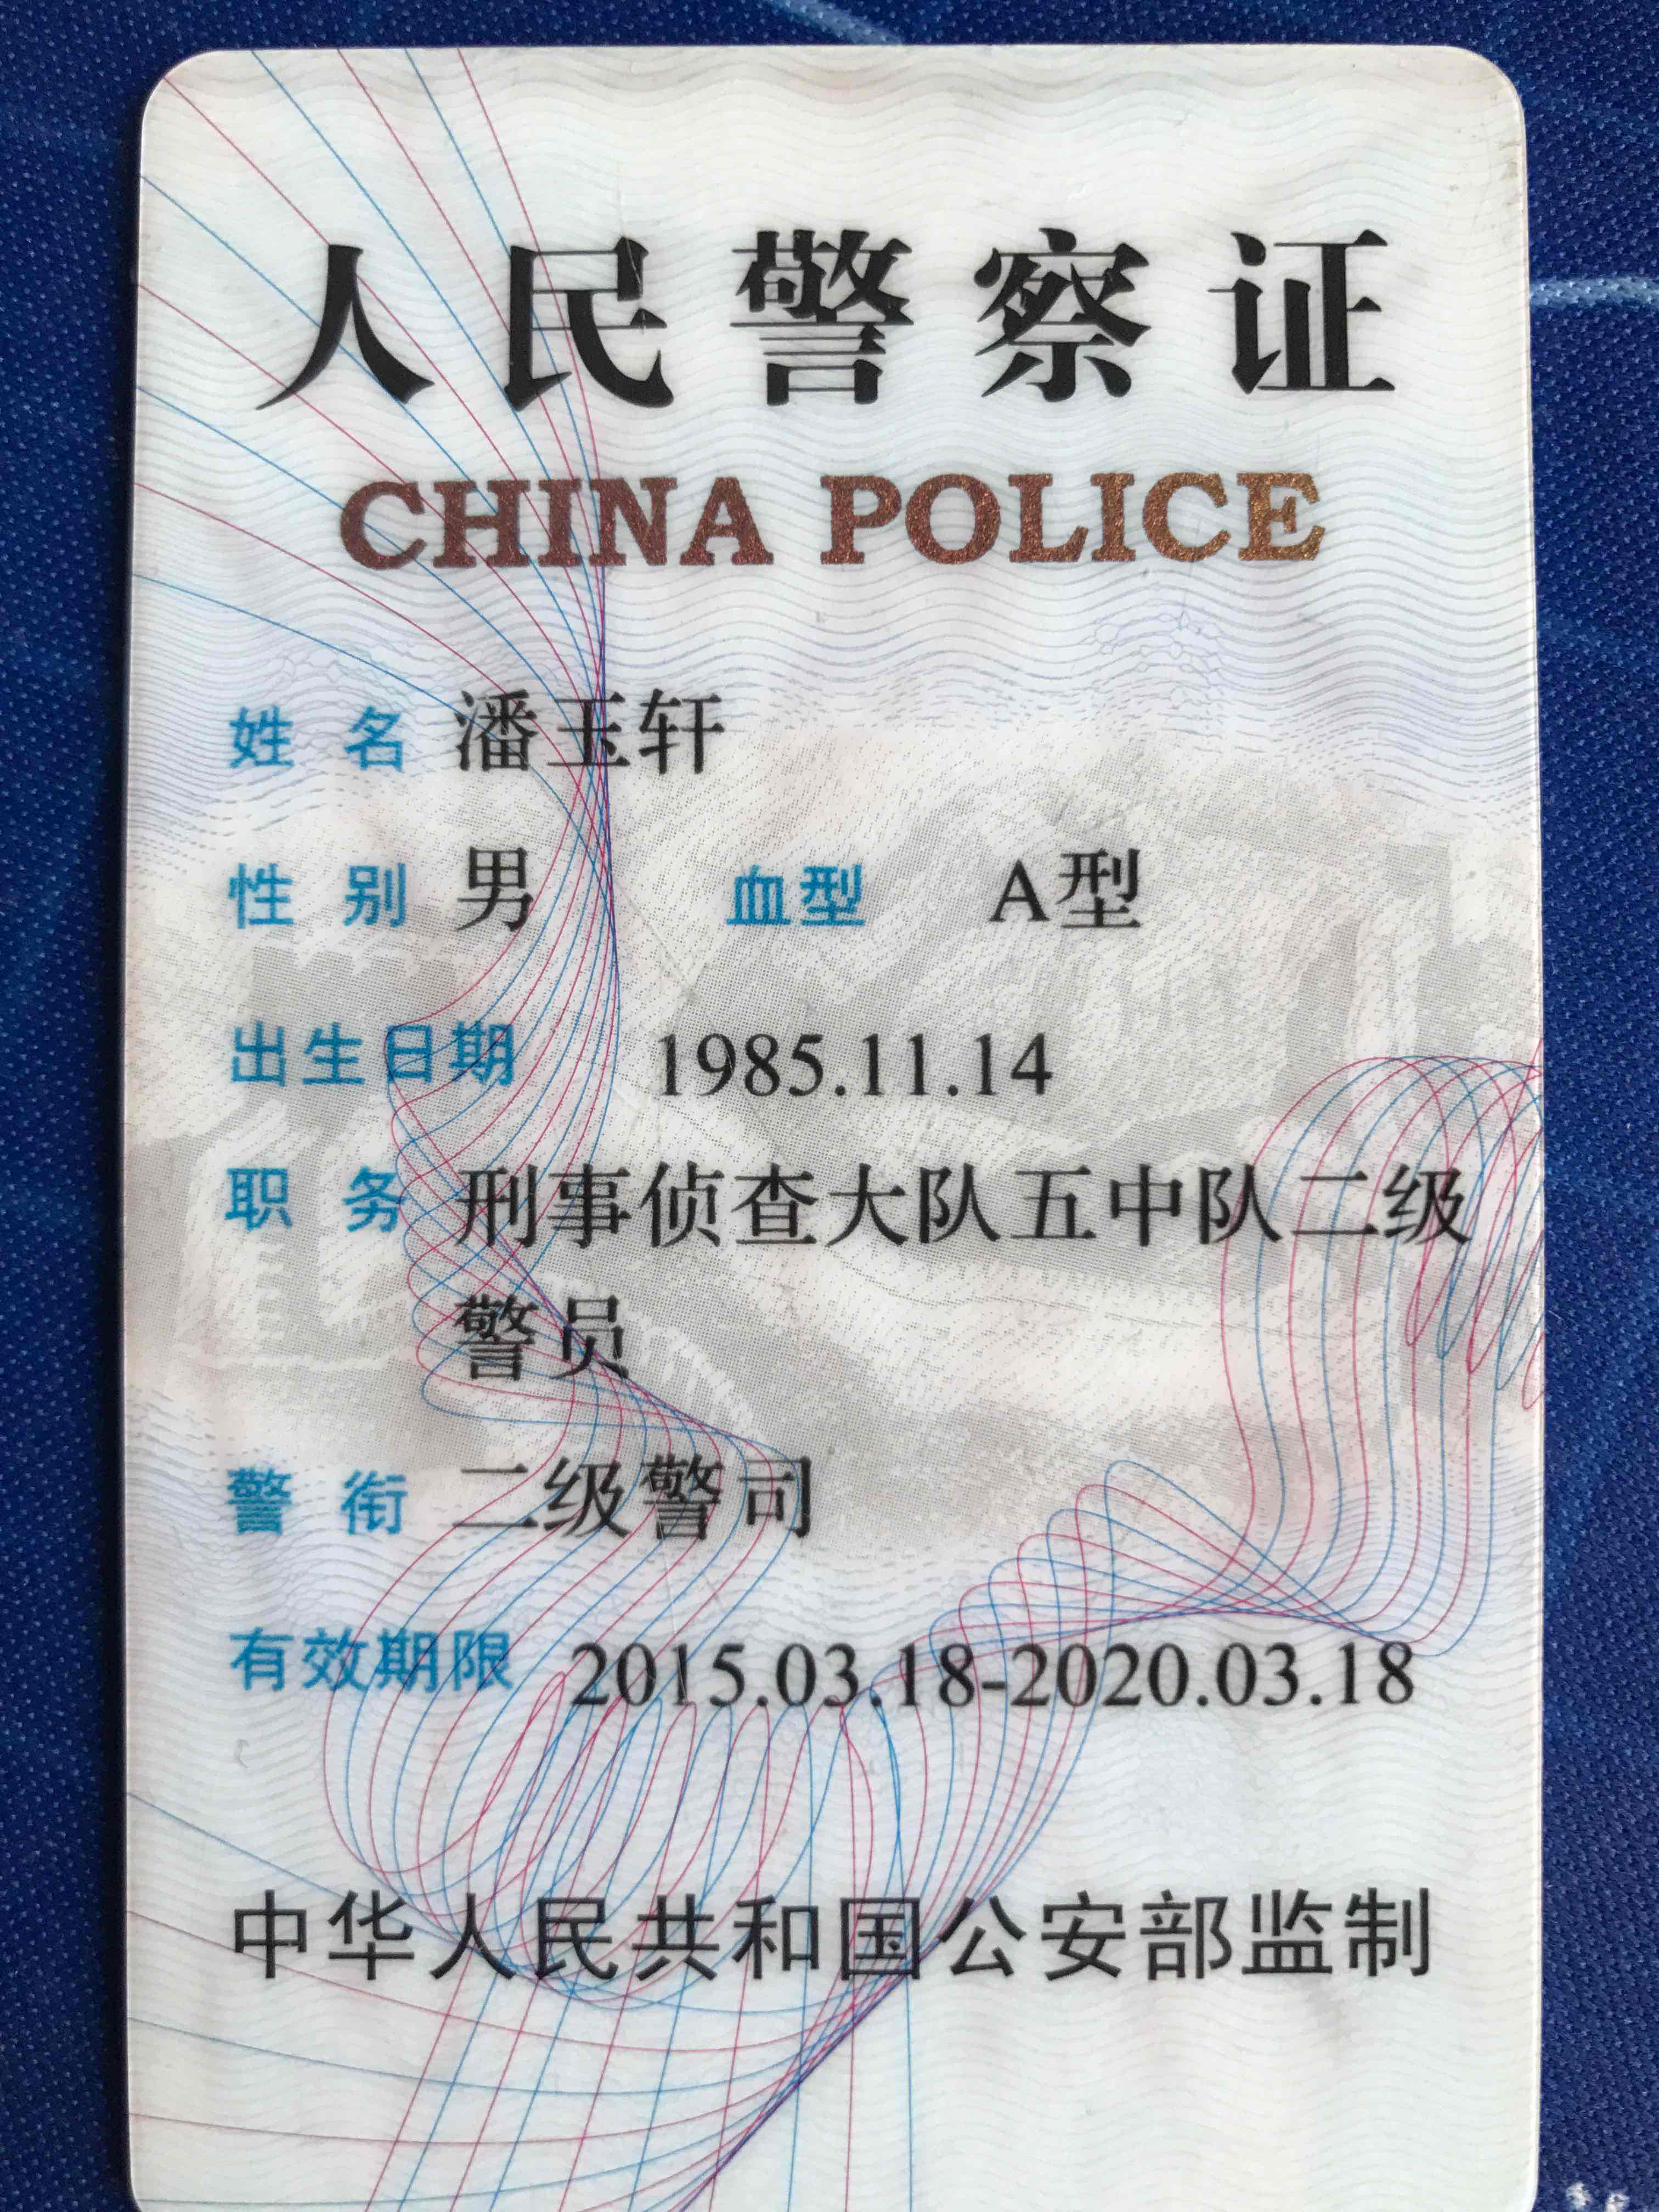 人民警察证
CHINA POLICE
姓名 潘玉轩
性别 男 血型 A型
出生日期 1985.11.14
职务 刑事侦查大队五中队二级
警员
警衔 二级警司
有效期限 2015.03.18-2020.03.18
中华人民共和国公安部监制